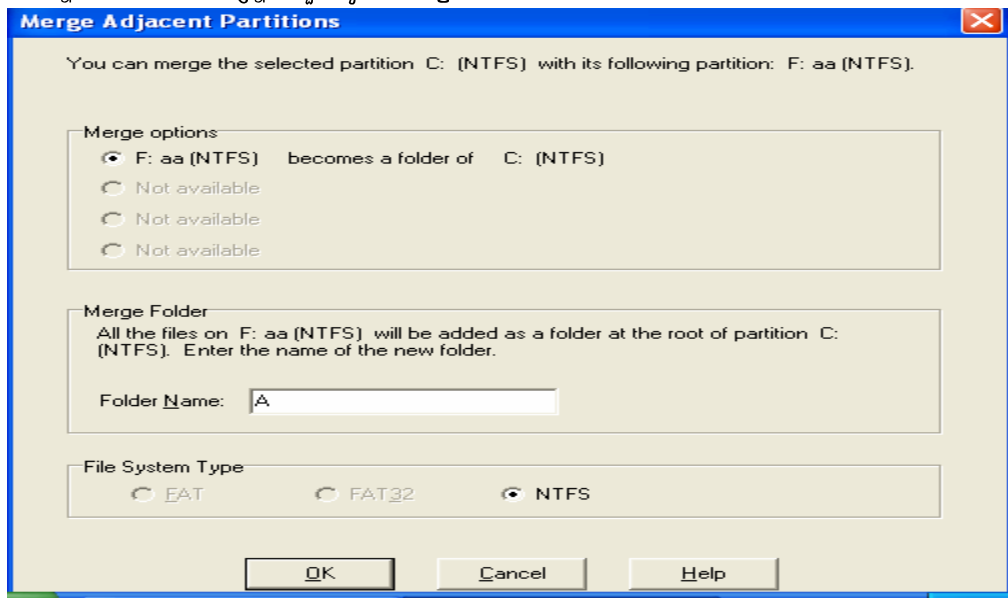 Merge Adjacent Partitions
You can merge the selected partition C: (NTFS) with its following partition: F: aa (NTFS).
Merge options
F: aa (NTFS) becomes a folder of C: (NTFS)
Not available
Not available
Not available
Merge Folder
All the files on F: aa (NTFS) will be added as a folder at the root of partition C:
(NTFS). Enter the name of the new folder.
Folder Name: A
File System Type
FAT FAT32 NTFS
OK Cancel Help